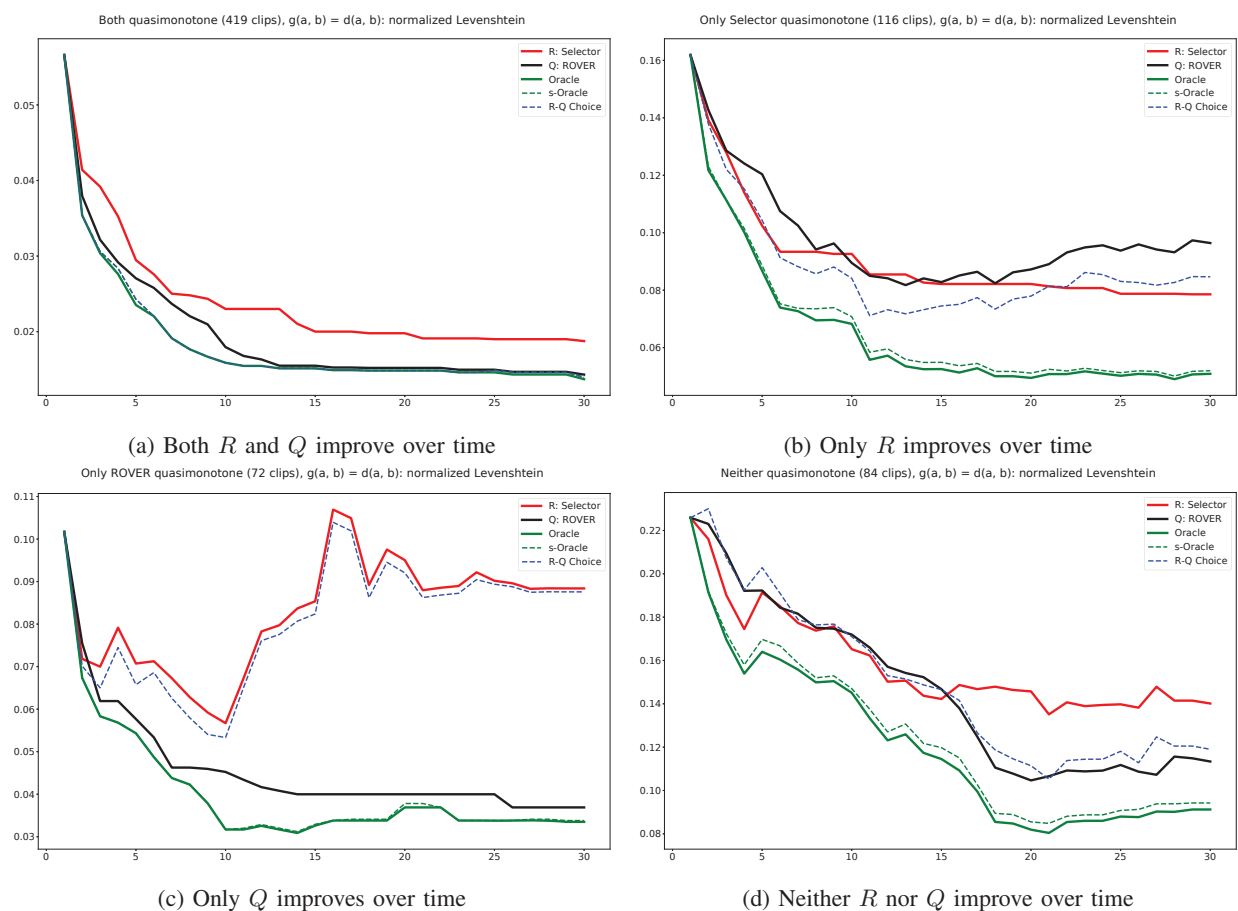 Both quasimonotone (419 clips), g(a, b) = d(a, b): normalized Levenshtein
R: Selector
Q: ROVER
Oracle
s-Oracle
R-Q Choice
0.05
0.04
0.03
0.02
0 5 10 15 20 25 30
(a) Both R and Q improve over time
Only Selector quasimonotone (116 clips), g(a, b) = d(a, b): normalized Levenshtein
R: Selector
Q: ROVER
Oracle
s-Oracle
R-Q Choice
0.16
0.14
0.12
0.10
0.08
0.06
0 5 10 15 20 25 30
(b) Only R improves over time
Only ROVER quasimonotone (72 clips), g(a, b) = d(a, b): normalized Levenshtein
R: Selector
Q: ROVER
Oracle
s-Oracle
R-Q Choice
0.11
0.10
0.09
0.08
0.07
0.06
0.05
0.04
0.03
0 5 10 15 20 25 30
(c) Only Q improves over time
Neither quasimonotone (84 clips), g(a, b) = d(a, b): normalized Levenshtein
R: Selector
Q: ROVER
Oracle
s-Oracle
R-Q Choice
0.22
0.20
0.18
0.16
0.14
0.12
0.10
0.08
0 5 10 15 20 25 30
(d) Neither R nor Q improve over time